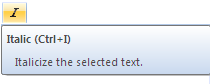 I
Italic (Ctrl+I)
Italicize the selected text.